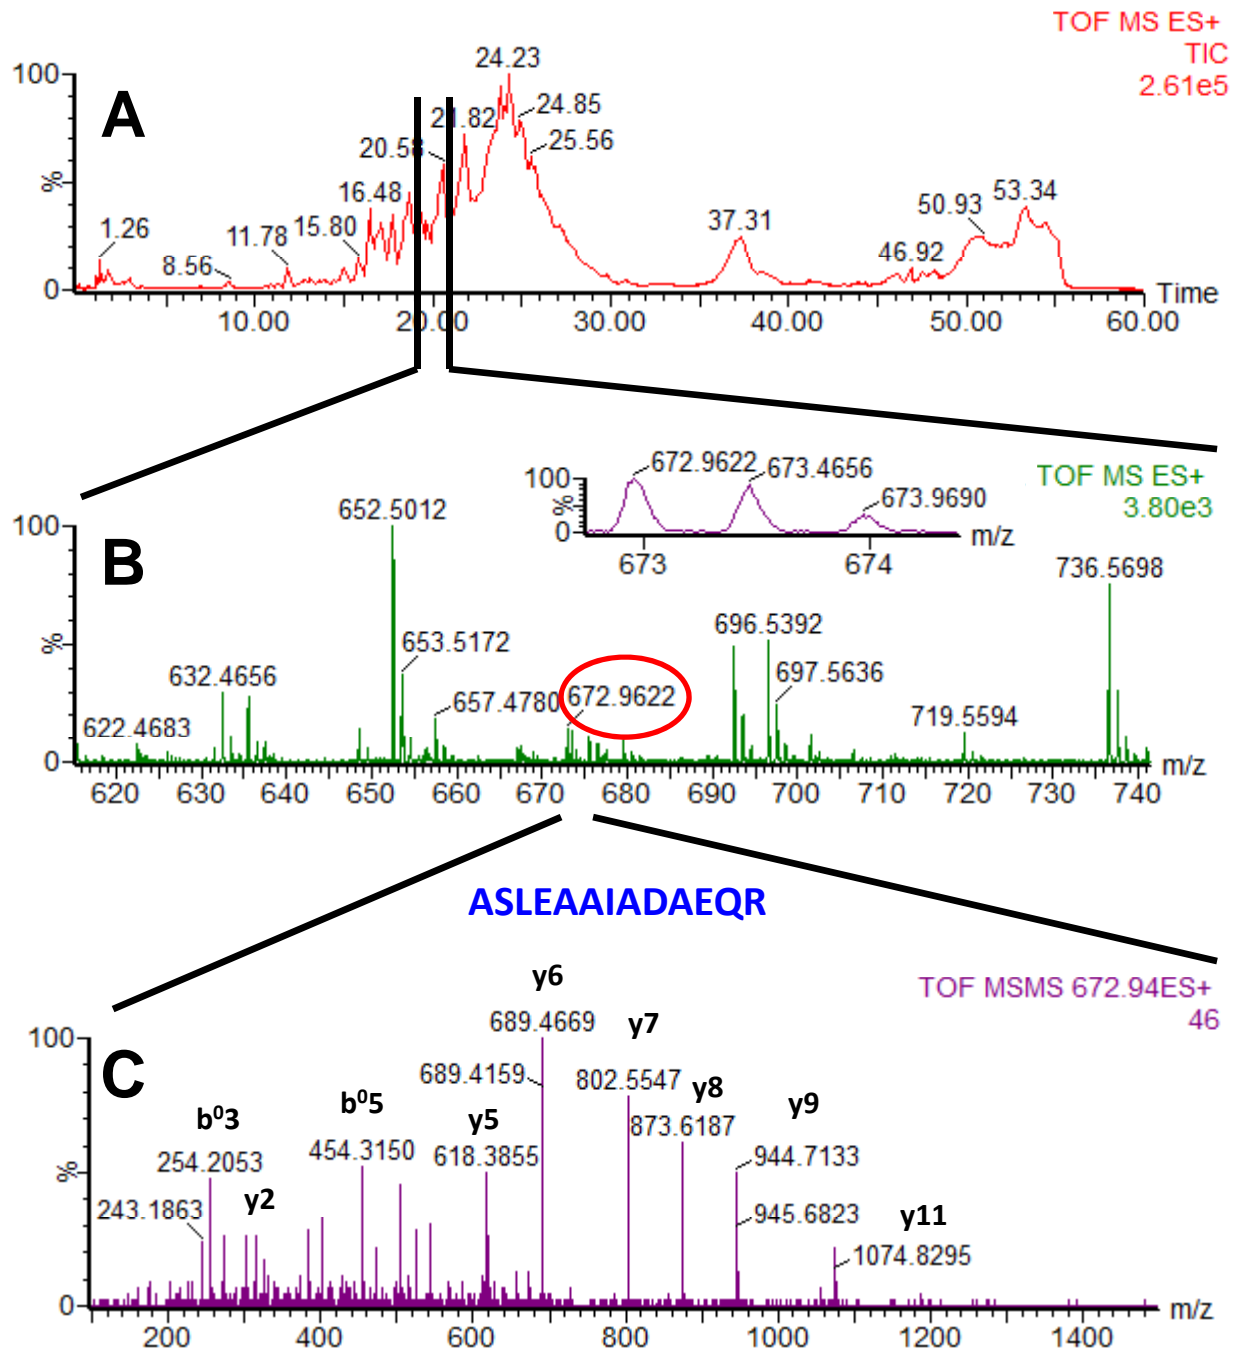 TOF MS ES+
TIC
2.61e5
A
100
%
0
1.26
8.56
11.78
15.80
16.48
20.58
21.82
24.23
24.85
25.56
37.31
46.92
50.93
53.34
Time
10.00 20.00 30.00 40.00 50.00 60.00
TOF MS ES+
3.80e3
B
100
%
0
672.9622 673.4656 673.9690
100
%
0
m/z
673 674
622.4683
632.4656
652.5012
653.5172
657.4780
672.9622
696.5392
697.5636
719.5594
736.5698
m/z
620 630 640 650 660 670 680 690 700 710 720 730 740
ASLEAAIADAEQR
TOF MSMS 672.94ES+
46
C
100
%
0
243.1863
b⁰3
254.2053
y2
b⁰5
454.3150
y5
618.3855
y6
689.4669
689.4159
y7
802.5547
y8
873.6187
y9
944.7133
945.6823
y11
1074.8295
m/z
200 400 600 800 1000 1200 1400